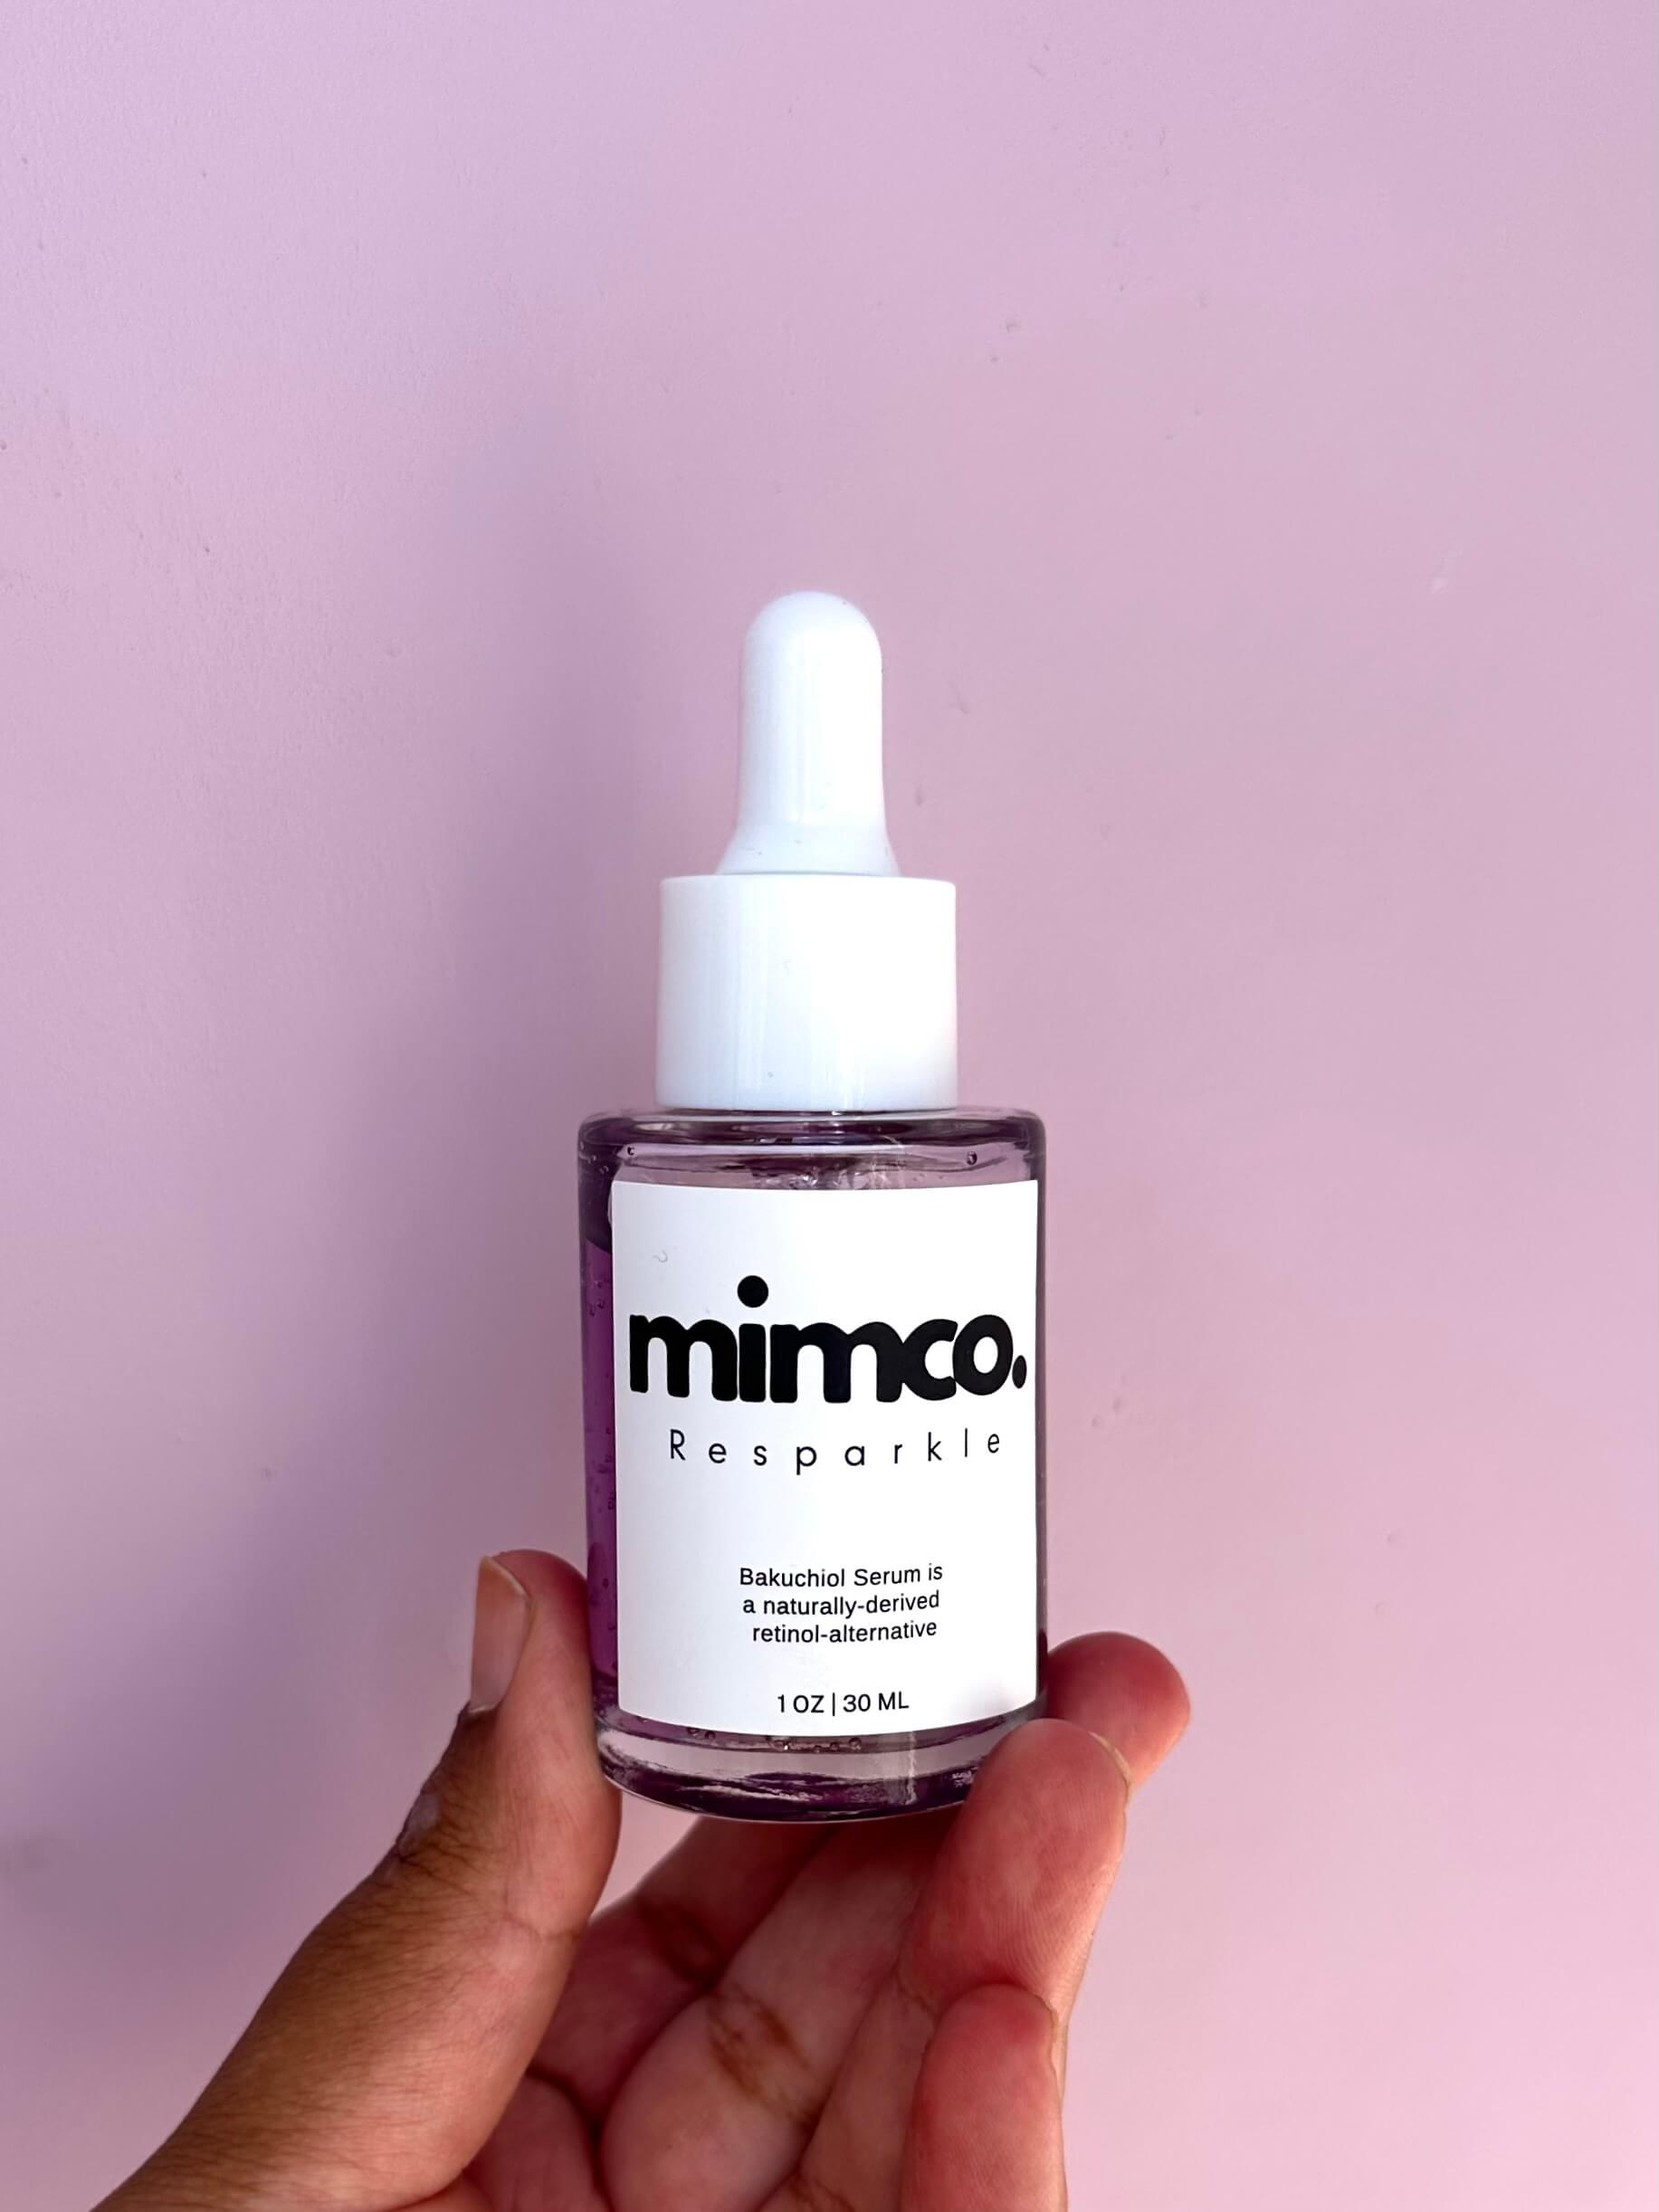 mimco.
Resparkle
Bakuchiol Serum is
a naturally-derived
retinol-alternative
1 OZ | 30 ML